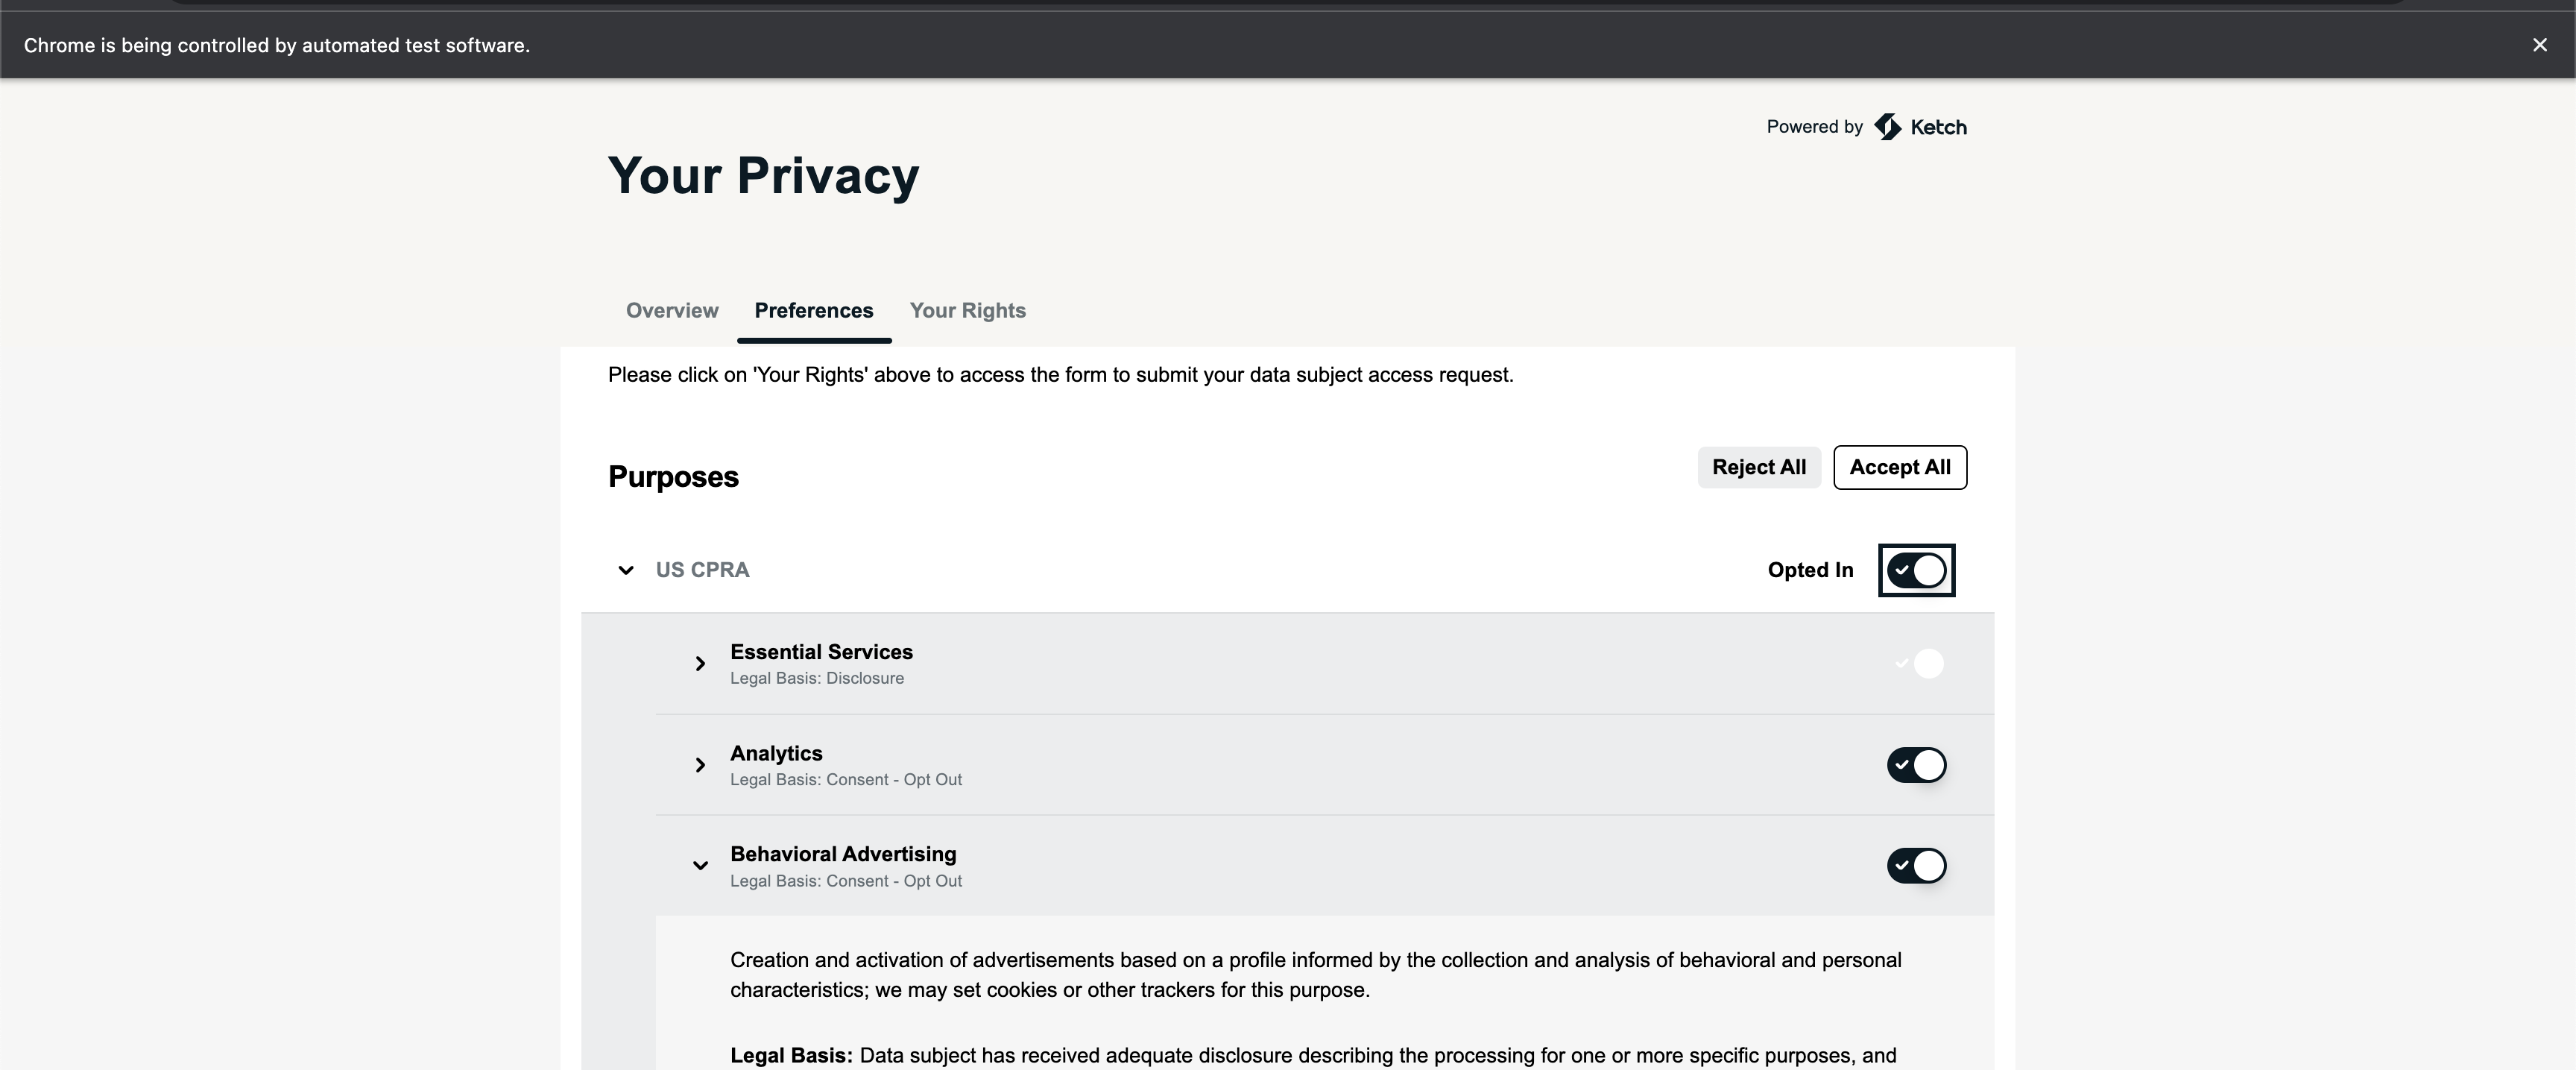 Chrome is being controlled by automated test software.
Powered by Ketch
Your Privacy
Overview Preferences Your Rights
Please click on 'Your Rights' above to access the form to submit your data subject access request.
Purposes
Reject All Accept All
US CPRA
Opted In
Essential Services
Legal Basis: Disclosure
Analytics
Legal Basis: Consent - Opt Out
Behavioral Advertising
Legal Basis: Consent - Opt Out
Creation and activation of advertisements based on a profile informed by the collection and analysis of behavioral and personal
characteristics; we may set cookies or other trackers for this purpose.
Legal Basis: Data subject has received adequate disclosure describing the processing for one or more specific purposes, and